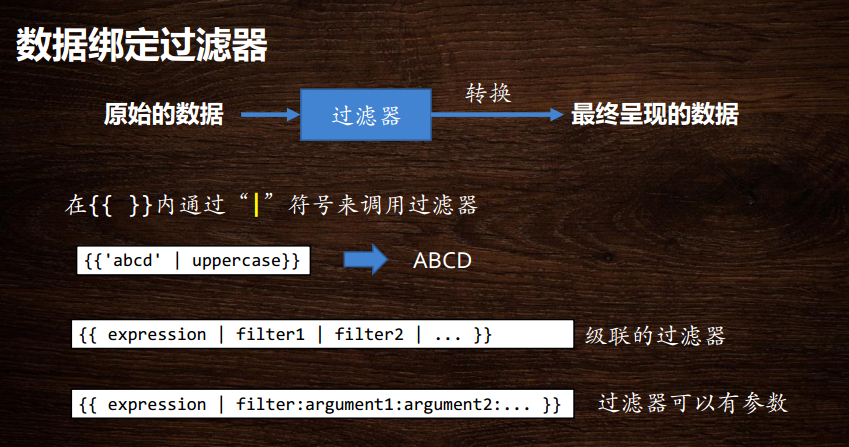 数据绑定过滤器
原始的数据 过滤器 转换 最终呈现的数据
在{{ }}内通过“|”符号来调用过滤器
{{'abcd' | uppercase}} ABCD
{{ expression | filter1 | filter2 | ... }} 级联的过滤器
{{ expression | filter:argument1:argument2:... }} 过滤器可以有参数